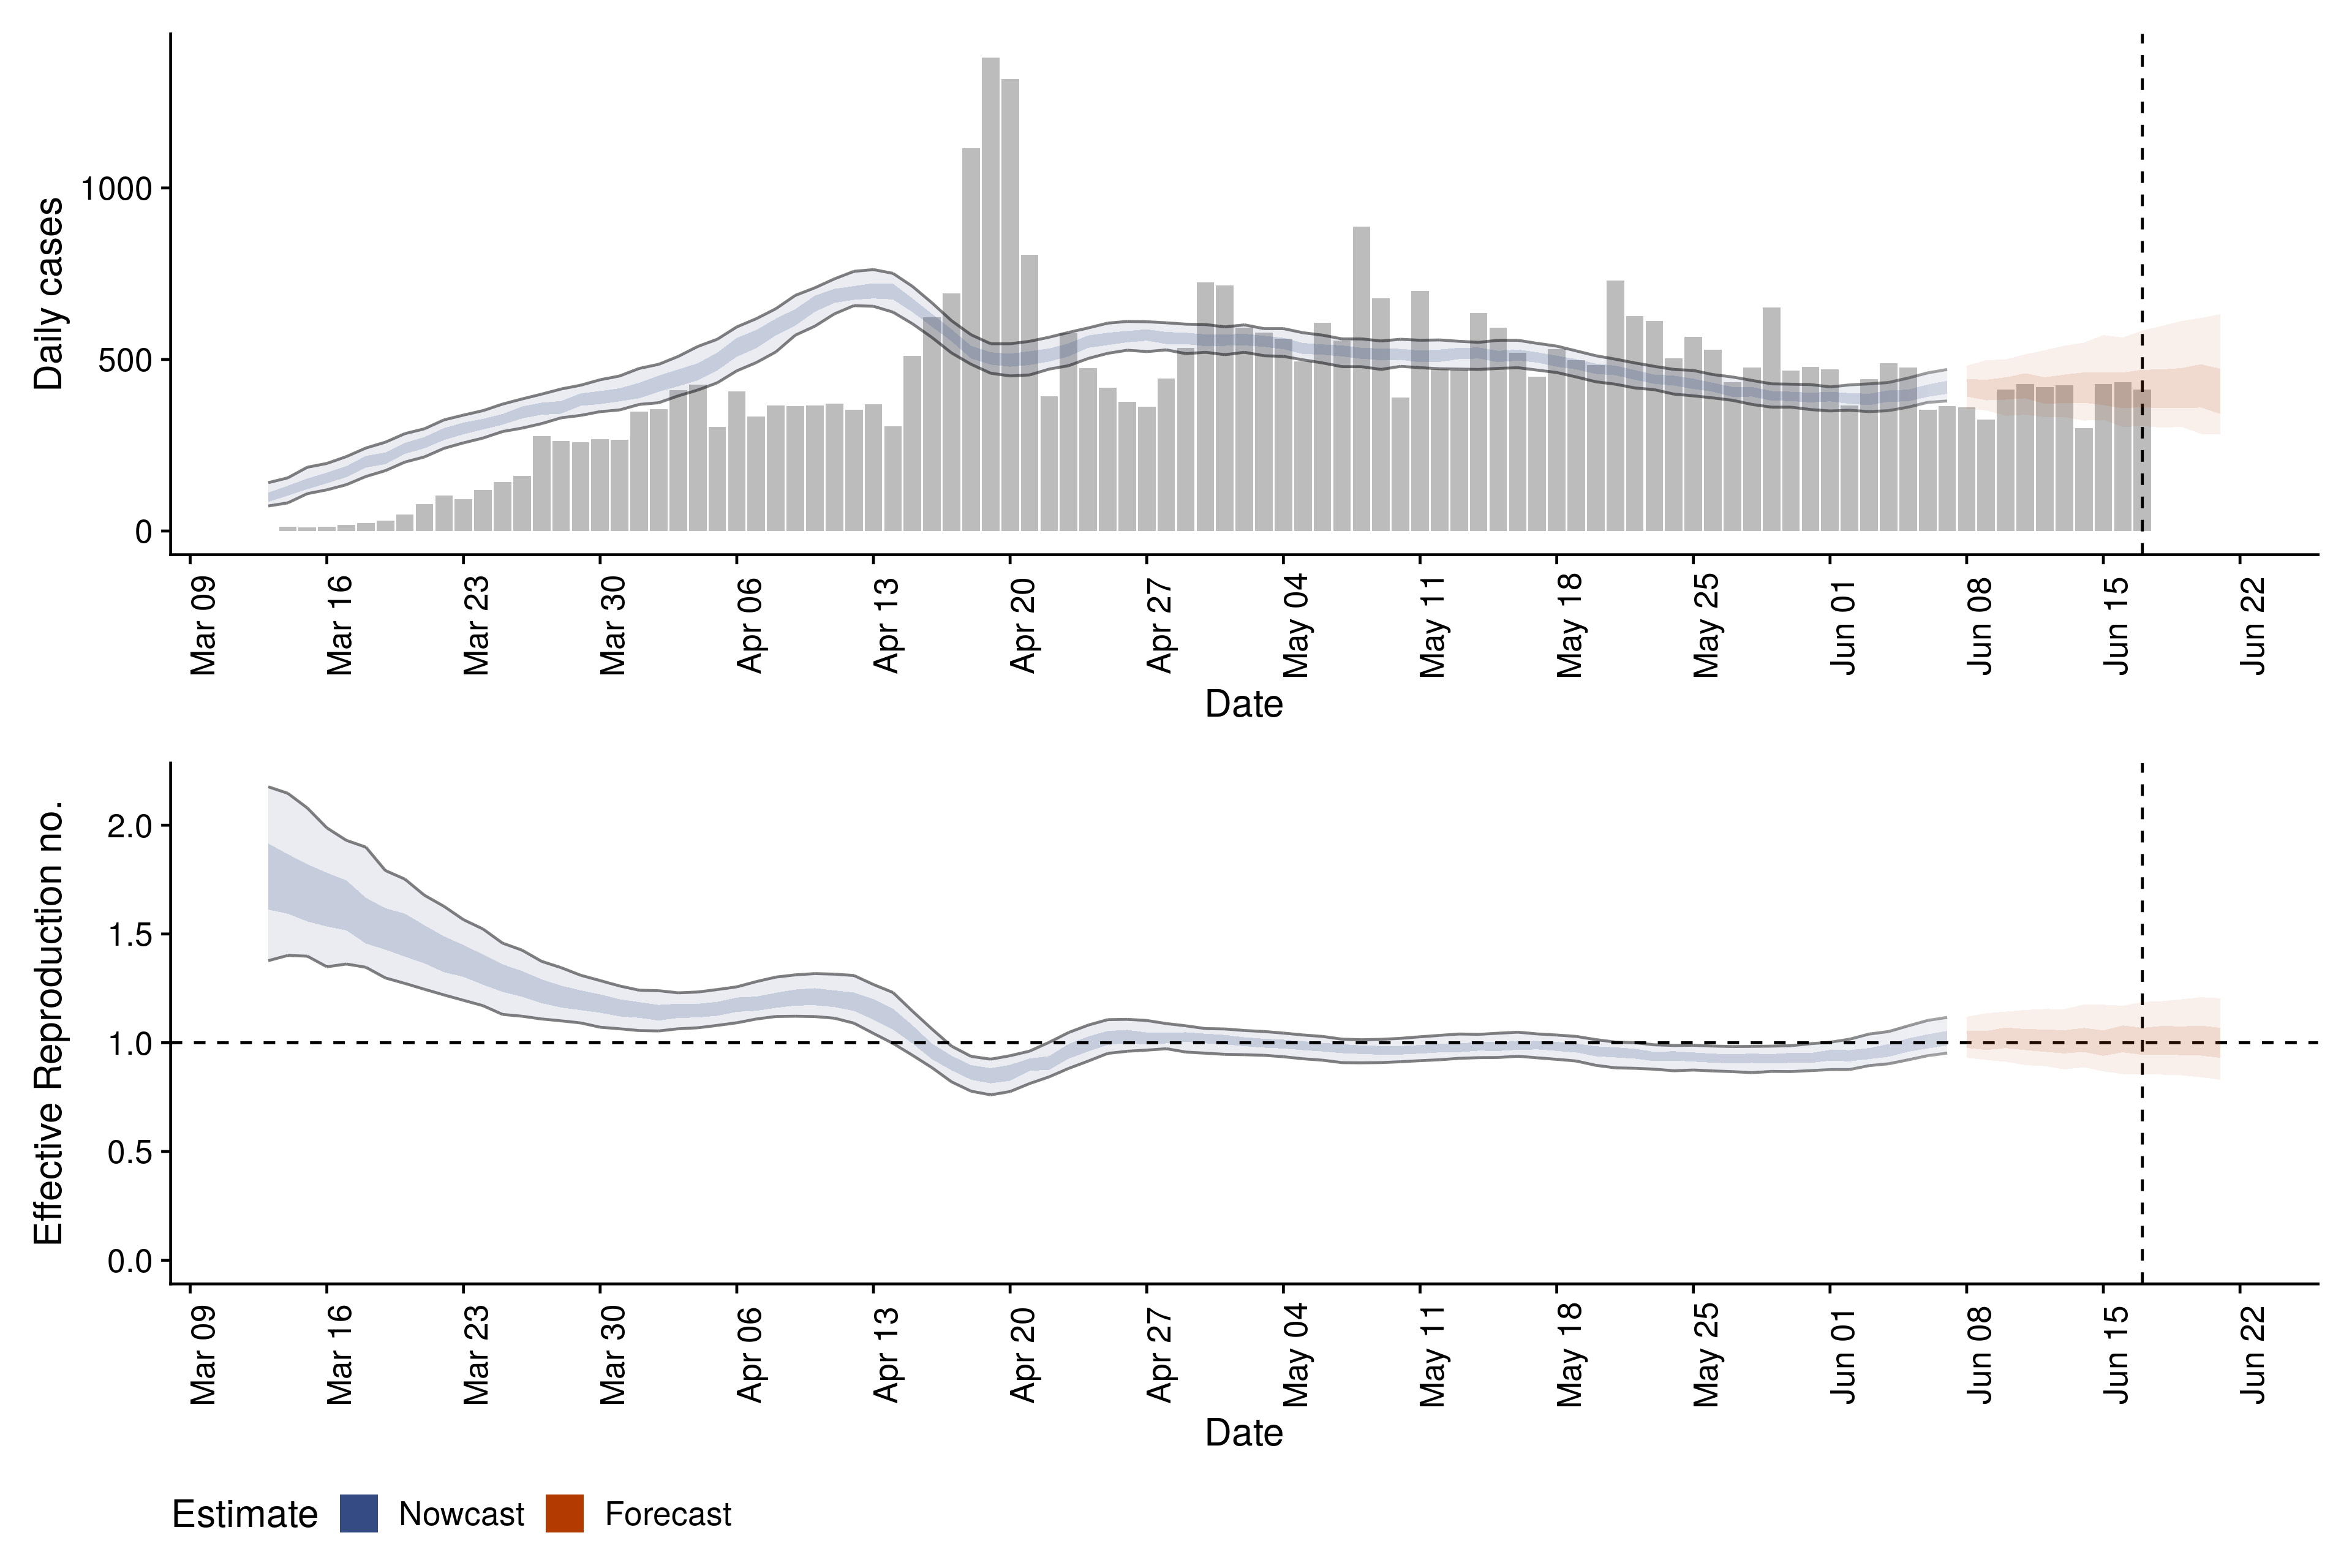 Daily cases
1000
500
0
Mar 09 Mar 16 Mar 23 Mar 30 Apr 06 Apr 13 Apr 20 Apr 27 May 04 May 11 May 18 May 25 Jun 01 Jun 08 Jun 15 Jun 22
Date
Effective Reproduction no.
2.0
1.5
1.0
0.5
0.0
Mar 09 Mar 16 Mar 23 Mar 30 Apr 06 Apr 13 Apr 20 Apr 27 May 04 May 11 May 18 May 25 Jun 01 Jun 08 Jun 15 Jun 22
Date
Estimate Nowcast Forecast